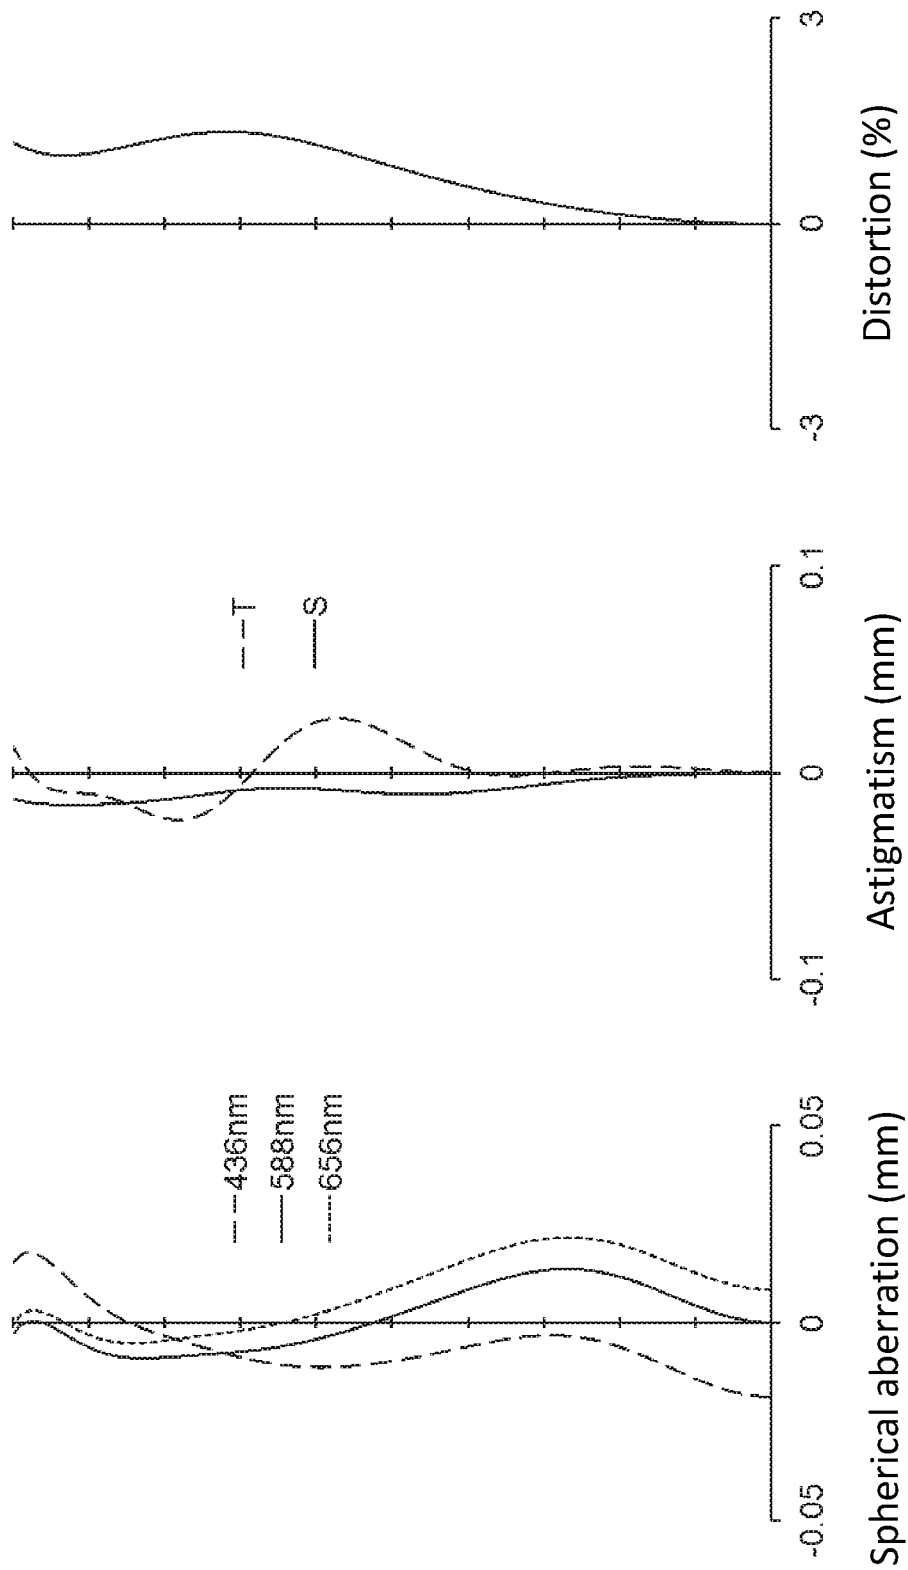 436nm
588nm
656nm
-0.05
0
0.05
Spherical aberration (mm)
T
S
-0.1
0
0.1
Astigmatism (mm)
-3
0
3
Distortion (%)